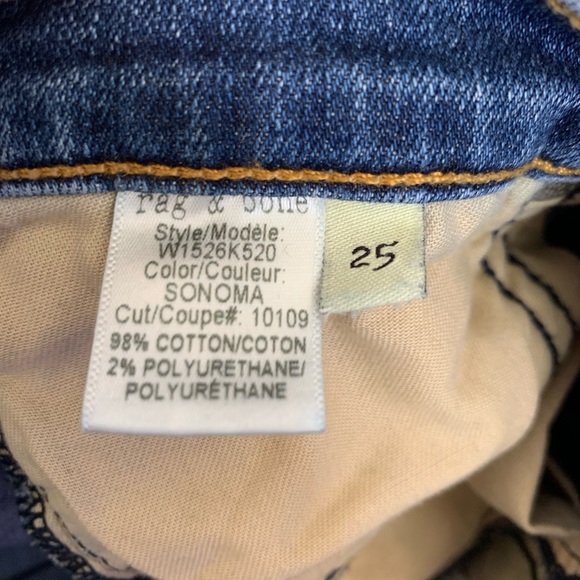 rag & bone
Style/Modèle:
W1526K520
Color/Couleur:
SONOMA
Cut/Coupe#: 10109
98% COTTON/COTON
2% POLYURETHANE/
POLYURÉTHANE
25